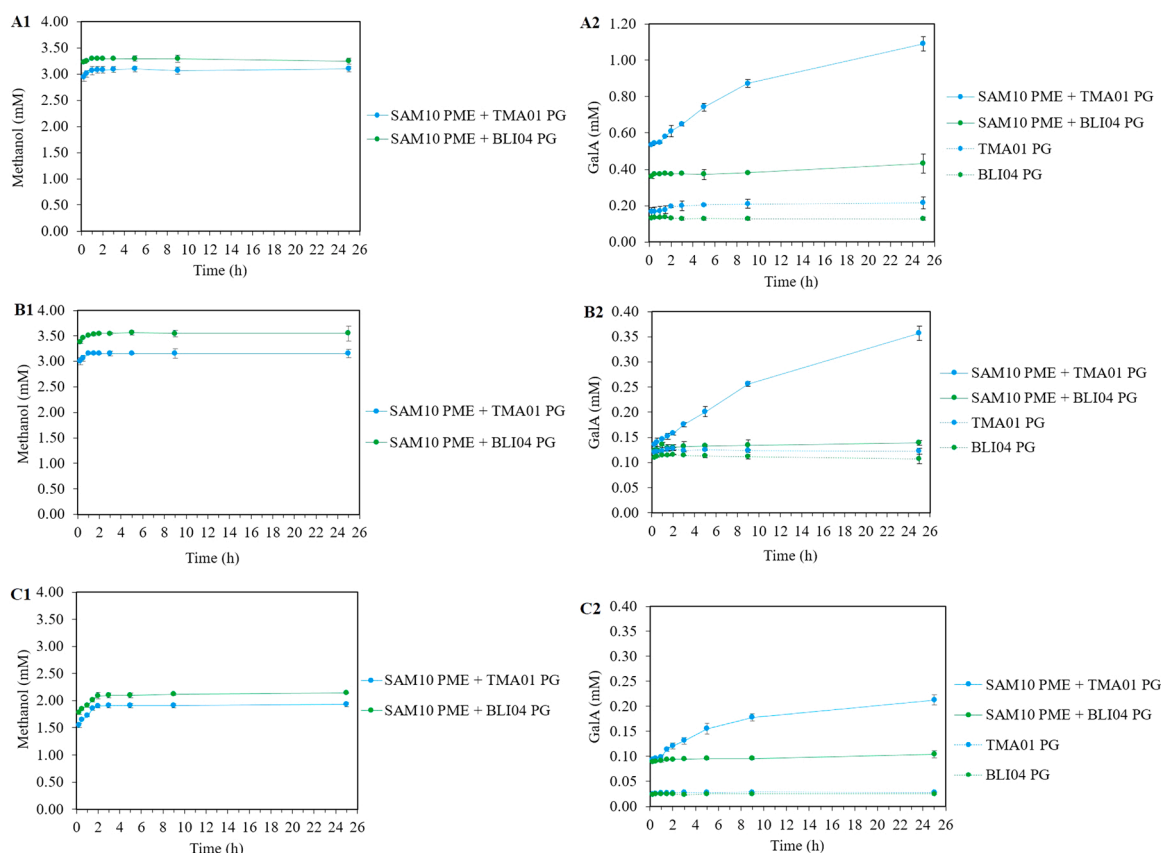 A1
4.00
3.50
3.00
2.50
2.00
1.50
1.00
0.50
0.00
Methanol (mM)
0 2 4 6 8 10 12 14 16 18 20 22 24 26
Time (h)
SAM10 PME + TMA01 PG
SAM10 PME + BLI04 PG
A2
1.20
1.00
0.80
0.60
0.40
0.20
0.00
GalA (mM)
0 2 4 6 8 10 12 14 16 18 20 22 24 26
Time (h)
SAM10 PME + TMA01 PG
SAM10 PME + BLI04 PG
TMA01 PG
BLI04 PG
B1
4.00
3.50
3.00
2.50
2.00
1.50
1.00
0.50
0.00
Methanol (mM)
0 2 4 6 8 10 12 14 16 18 20 22 24 26
Time (h)
SAM10 PME + TMA01 PG
SAM10 PME + BLI04 PG
B2
0.40
0.35
0.30
0.25
0.20
0.15
0.10
0.05
0.00
GalA (mM)
0 2 4 6 8 10 12 14 16 18 20 22 24 26
Time (h)
SAM10 PME + TMA01 PG
SAM10 PME + BLI04 PG
TMA01 PG
BLI04 PG
C1
4.00
3.50
3.00
2.50
2.00
1.50
1.00
0.50
0.00
Methanol (mM)
0 2 4 6 8 10 12 14 16 18 20 22 24 26
Time (h)
SAM10 PME + TMA01 PG
SAM10 PME + BLI04 PG
C2
0.40
0.35
0.30
0.25
0.20
0.15
0.10
0.05
0.00
GalA (mM)
0 2 4 6 8 10 12 14 16 18 20 22 24 26
Time (h)
SAM10 PME + TMA01 PG
SAM10 PME + BLI04 PG
TMA01 PG
BLI04 PG